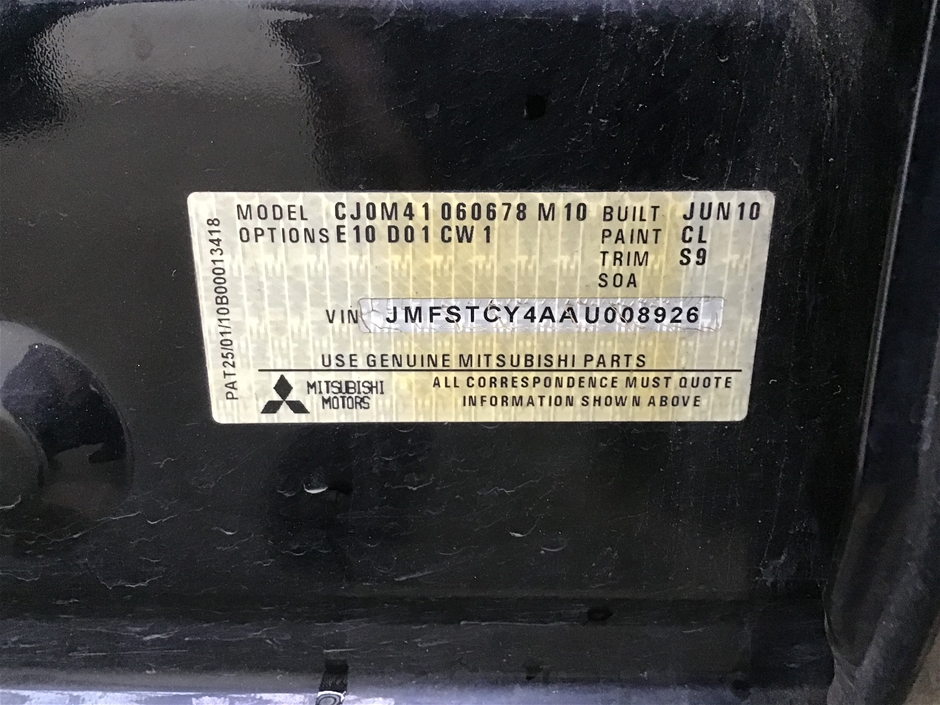 MODEL CJ0M41 060678 M10 BUILT JUN10
OPTIONS E10 D01 CW1 PAINT CL
TRIM S9
SOA
VIN JMFSTCY4AAU008926
USE GENUINE MITSUBISHI PARTS
MITSUBISHI MOTORS
ALL CORRESPONDENCE MUST QUOTE
INFORMATION SHOWN ABOVE
PAT25/01/10B00013418